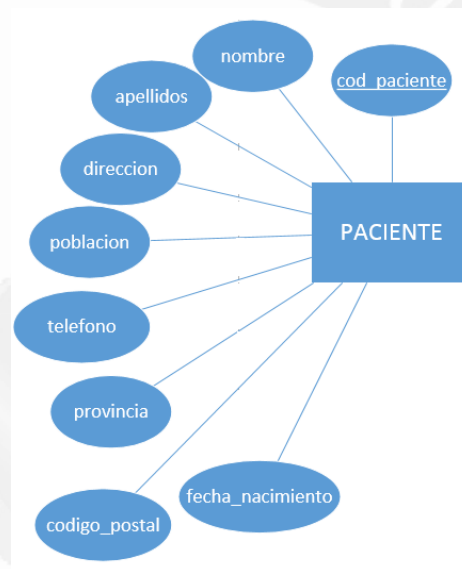 nombre
cod_paciente
apellidos
direccion
PACIENTE
poblacion
telefono
provincia
fecha_nacimiento
codigo_postal